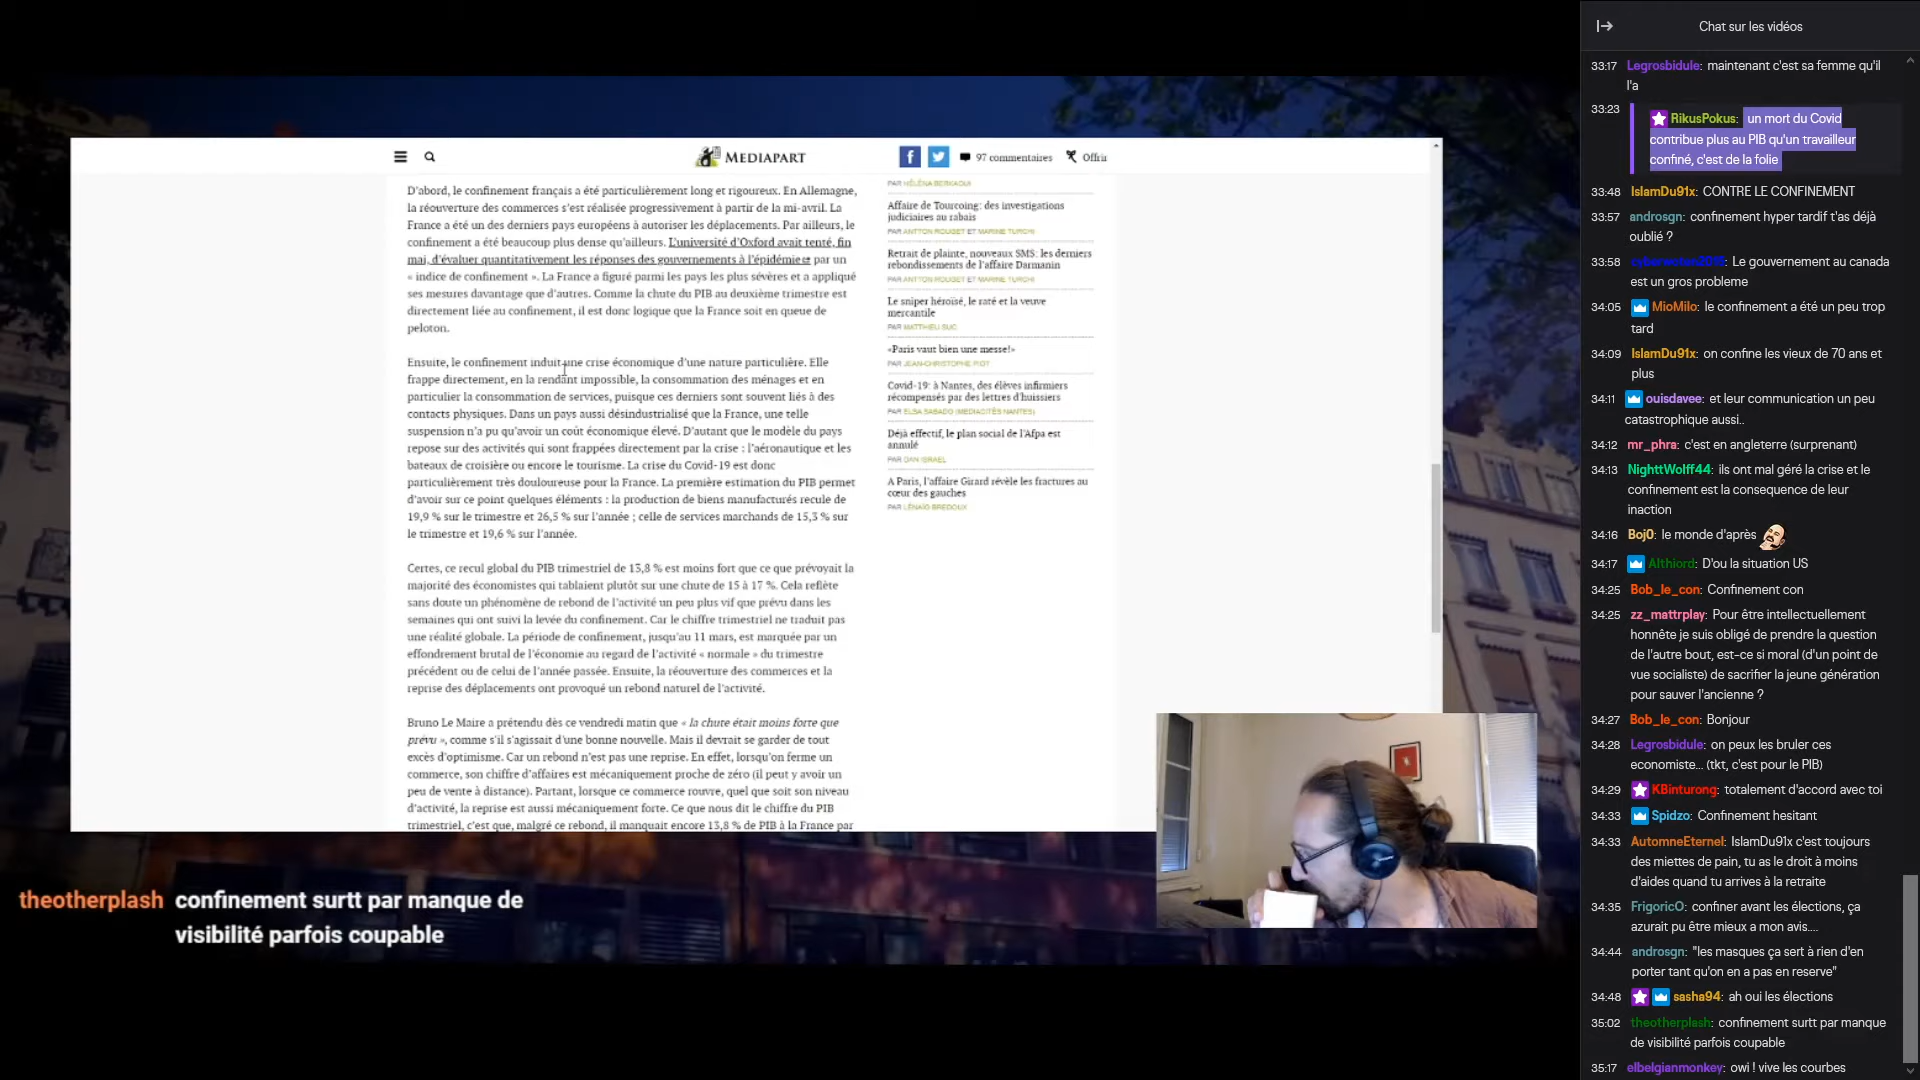 Chat sur les vidéos
33:17 Legrosbidule: maintenant c'est sa femme qu'il
l'a
33:23 RikusPokus: un mort du Covid
contribue plus au PIB qu'un travailleur
confiné, c'est de la folie
33:48 IslamDu91x: CONTRE LE CONFINEMENT
33:57 androsgn: confinement hyper tardif t'as déjà
oublié ?
33:58 Le gouvernement au canada
est un gros probleme
34:05 MioMilo: le confinement a été un peu trop
tard
34:09 IslamDu91x: on confine les vieux de 70 ans et
plus
34:11 ouisdavee: et leur communication un peu
catastrophique aussi..
34:12 mr_phra: c'est en angleterre (surprenant)
34:13 NighttWolff44: ils ont mal géré la crise et le
confinement est la consequence de leur
inaction
34:16 Boj0: le monde d'après
34:17 Althiord: D'ou la situation US
34:25 Bob_le_con: Confinement con
34:25 zz_mattrplay: Pour être intellectuellement
honnête je suis obligé de prendre la question
de l'autre bout, est-ce si moral (d'un point de
vue socialiste) de sacrifier la jeune génération
pour sauver l'ancienne ?
34:27 Bob_le_con: Bonjour
34:28 Legrosbidule: on peux les bruler ces
economiste... (tkt, c'est pour le PIB)
34:29 KBinturong: totalement d'accord avec toi
34:33 Spidzo: Confinement hesitant
34:33 AutomneEternel: IslamDu91x c'est toujours
des miettes de pain, tu as le droit à moins
d'aides quand tu arrives à la retraite
34:35 FrigoricO: confiner avant les élections, ça
azurait pu être mieux a mon avis....
34:44 androsgn: "les masques ça sert à rien d'en
porter tant qu'on en a pas en reserve"
34:48 sasha94: ah oui les élections
35:02 theotherplash: confinement surtt par manque
de visibilité parfois coupable
35:17 elbelgianmonkey: owi ! vive les courbes
MEDIAPART
97 commentaires
Offrir
D'abord, le confinement français a été particulièrement long et rigoureux. En Allemagne,
la réouverture des commerces s'est réalisée progressivement à partir de la mi-avril. La
France a été un des derniers pays européens à autoriser les déplacements. Par ailleurs, le
confinement a été beaucoup plus dense qu'ailleurs. L'université d'Oxford avait tenté, fin
mai, d'évaluer quantitativement les réponses des gouvernements à l'épidémie par un
« indice de confinement ». La France a figuré parmi les pays les plus sévères et a appliqué
ses mesures davantage que d'autres. Comme la chute du PIB au deuxième trimestre est
directement liée au confinement, il est donc logique que la France soit en queue de
peloton.
Ensuite, le confinement induit une crise économique d'une nature particulière. Elle
frappe directement, en la rendant impossible, la consommation des ménages et en
particulier la consommation de services, puisque ces derniers sont souvent liés à des
contacts physiques. Dans un pays aussi désindustrialisé que la France, une telle
suspension n'a pu qu'avoir un coût économique élevé. D'autant que le modèle du pays
repose sur des activités qui sont frappées directement par la crise : l'aéronautique et les
bateaux de croisière ou encore le tourisme. La crise du Covid-19 est donc
particulièrement très douloureuse pour la France. La première estimation du PIB permet
d'avoir sur ce point quelques éléments : la production de biens manufacturés recule de
19,9 % sur le trimestre et 26,5 % sur l'année ; celle de services marchands de 15,3 % sur
le trimestre et 19,6 % sur l'année.
Certes, ce recul global du PIB trimestriel de 13,8 % est moins fort que ce que prévoyait la
majorité des économistes qui tablaient plutôt sur une chute de 15 à 17 %. Cela reflète
sans doute un phénomène de rebond de l'activité un peu plus vif que prévu dans les
semaines qui ont suivi la levée du confinement. Car le chiffre trimestriel ne traduit pas
une réalité globale. La période de confinement, jusqu'au 11 mars, est marquée par un
effondrement brutal de l'économie au regard de l'activité « normale » du trimestre
précédent ou de celui de l'année passée. Ensuite, la réouverture des commerces et la
reprise des déplacements ont provoqué un rebond naturel de l'activité.
Bruno Le Maire a prétendu dès ce vendredi matin que « la chute était moins forte que
prévu », comme s'il s'agissait d'une bonne nouvelle. Mais il devrait se garder de tout
excès d'optimisme. Car un rebond n'est pas une reprise. En effet, lorsqu'on ferme un
commerce, son chiffre d'affaires est mécaniquement proche de zéro (il peut y avoir un
peu de vente à distance). Partant, lorsque ce commerce rouvre, quel que soit son niveau
d'activité, la reprise est aussi mécaniquement forte. Ce que nous dit le chiffre du PIB
trimestriel, c'est que, malgré ce rebond, il manquait encore 13,8 % de PIB à la France par
PAR HÉLÉNA BERKAOUI
Affaire de Tourcoing: des investigations
judiciaires au rabais
PAR ANTTON ROUGET ET MARINE TURCHI
Retrait de plainte, nouveaux SMS: les derniers
rebondissements de l'affaire Darmanin
PAR ANTTON ROUGET ET MARINE TURCHI
Le sniper héroïsé, le raté et la veuve
mercantile
PAR MATTHIEU SUC
«Paris vaut bien une messe!»
PAR JEAN-CHRISTOPHE PIOT
Covid-19: à Nantes, des élèves infirmiers
récompensés par des lettres d'huissiers
PAR ELSA SABADO (MEDIACITÉS NANTES)
Déjà effectif, le plan social de l'Afpa est
annulé
PAR DAN ISRAEL
A Paris, l'affaire Girard révèle les fractures au
cœur des gauches
PAR LÉNAÏG BREDOUX
theotherplash confinement surtt par manque de
visibilité parfois coupable